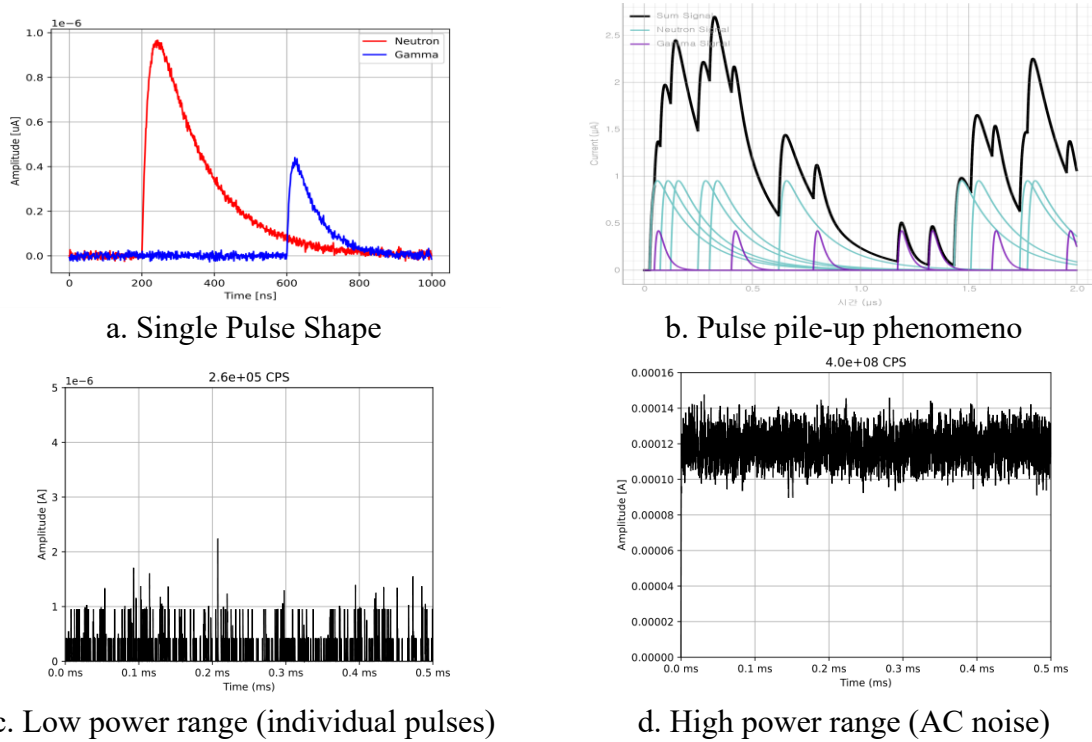 1e−6
1.0
0.8
0.6
0.4
0.2
0.0
Amplitude [uA]
Neutron
Gamma
0 200 400 600 800 1000
Time [ns]
a. Single Pulse Shape
Sum Signal
Neutron Signal
Gamma Signal
2.5
2
1.5
1
0.5
0
Current [μA]
0 0.5 1.0 1.5 2.0
시간 (μs)
b. Pulse pile-up phenomeno
1e−6
2.6e+05 CPS
5
4
3
2
1
0
Amplitude [A]
0.0 ms 0.1 ms 0.2 ms 0.3 ms 0.4 ms 0.5 ms
Time (ms)
c. Low power range (individual pulses)
4.0e+08 CPS
0.00016
0.00014
0.00012
0.00010
0.00008
0.00006
0.00004
0.00002
0.00000
Amplitude [A]
0.0 ms 0.1 ms 0.2 ms 0.3 ms 0.4 ms 0.5 ms
Time (ms)
d. High power range (AC noise)